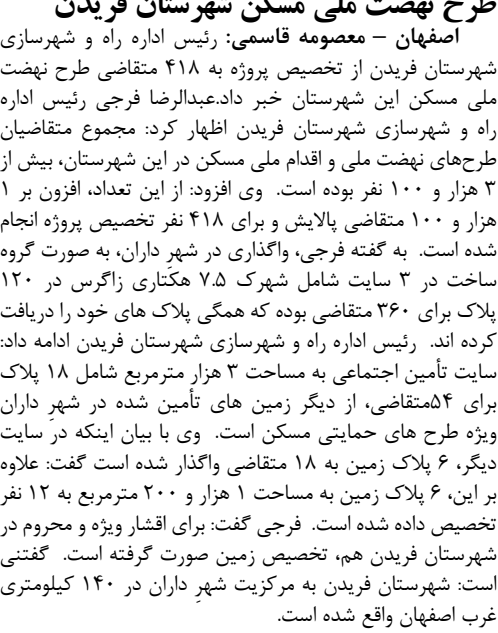 طرح نهضت ملی مسکن شهرستان فریدن
اصفهان – معصومه قاسمی: رئیس اداره راه و شهرسازی
شهرستان فریدن از تخصیص پروژه به ۴۱۸ متقاضی طرح نهضت
ملی مسکن این شهرستان خبر داد.عبدالرضا فرجی رئیس اداره
راه و شهرسازی شهرستان فریدن اظهار کرد: مجموع متقاضیان
طرح‌های نهضت ملی و اقدام ملی مسکن در این شهرستان، بیش از
۳ هزار و ۱۰۰ نفر بوده است. وی افزود: از این تعداد، افزون بر ۱
هزار و ۱۰۰ متقاضی پالایش و برای ۴۱۸ نفر تخصیص پروژه انجام
شده است. به گفته فرجی، واگذاری در شهرِ داران، به صورت گروه
ساخت در ۳ سایت شامل شهرک ۷.۵ هکتاری زاگرس در ۱۲۰
پلاک برای ۳۶۰ متقاضی بوده که همگی پلاک های خود را دریافت
کرده اند. رئیس اداره راه و شهرسازی شهرستان فریدن ادامه داد:
سایت تأمین اجتماعی به مساحت ۳ هزار مترمربع شامل ۱۸ پلاک
برای ۵۴متقاضی، از دیگر زمین های تأمین شده در شهرِ داران
ویژه طرح های حمایتی مسکن است. وی با بیان اینکه در سایت
دیگر، ۶ پلاک زمین به ۱۸ متقاضی واگذار شده است گفت: علاوه
بر این، ۶ پلاک زمین به مساحت ۱ هزار و ۲۰۰ مترمربع به ۱۲ نفر
تخصیص داده شده است. فرجی گفت: برای اقشار ویژه و محروم در
شهرستان فریدن هم، تخصیص زمین صورت گرفته است. گفتنی
است: شهرستان فریدن به مرکزیت شهرِ داران در ۱۴۰ کیلومتری
غرب اصفهان واقع شده است.